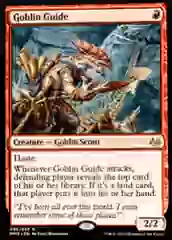 Goblin Guide
Creature — Goblin Scout
Haste
Whenever Goblin Guide attacks,
defending player reveals the top card
of his or her library. If it's a land card,
that player puts it into his or her hand.
"I've been all over this world. I even
remember some of those places."
2/2